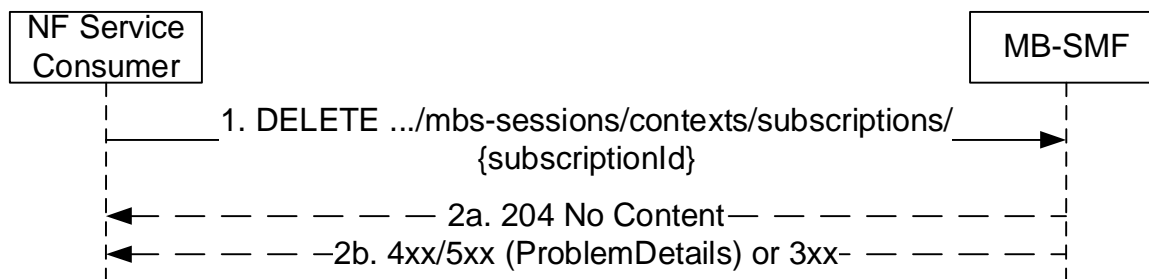 NF Service
Consumer
MB-SMF
1. DELETE .../mbs-sessions/contexts/subscriptions/
{subscriptionId}
2a. 204 No Content
2b. 4xx/5xx (ProblemDetails) or 3xx